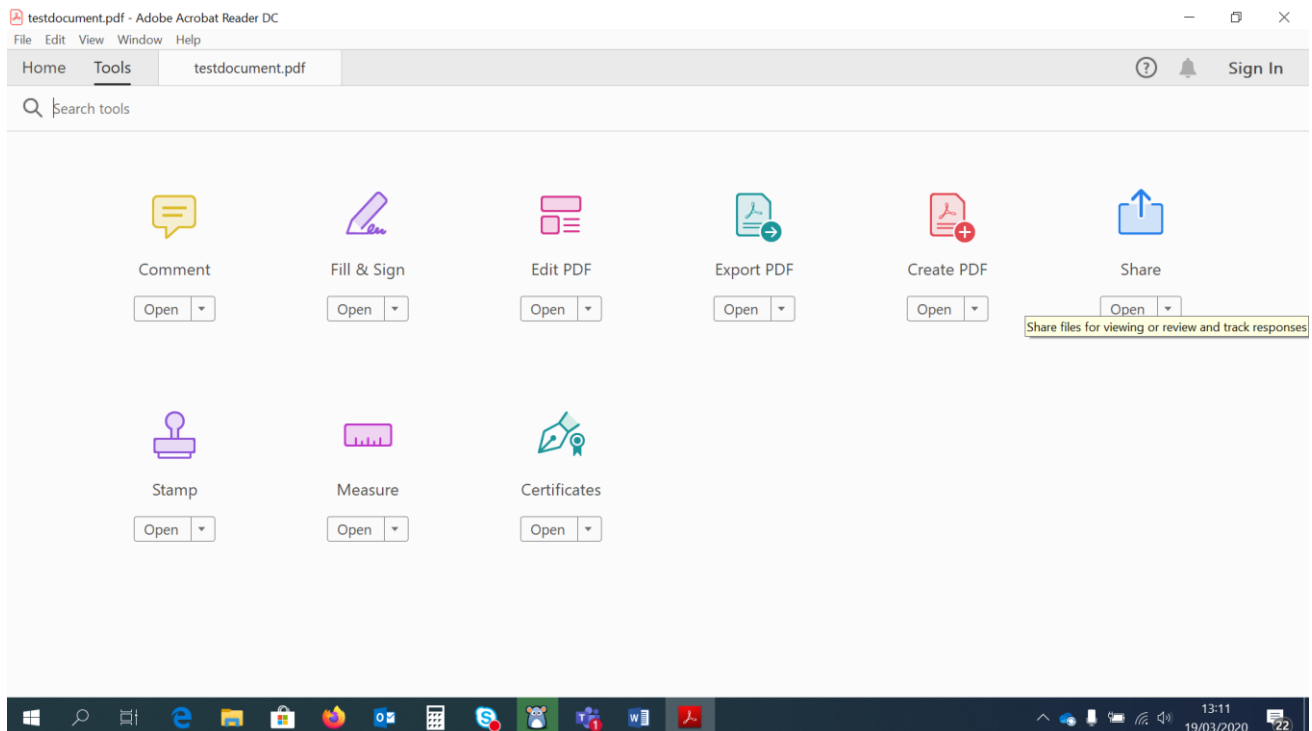 testdocument.pdf - Adobe Acrobat Reader DC
File Edit View Window Help
Home Tools testdocument.pdf ? Sign In
Search tools
Comment Fill & Sign Edit PDF Export PDF Create PDF Share
Open Open Open Open Open Open
Share files for viewing or review and track responses
Stamp Measure Certificates
Open Open Open
13:11
19/03/2020
22
1